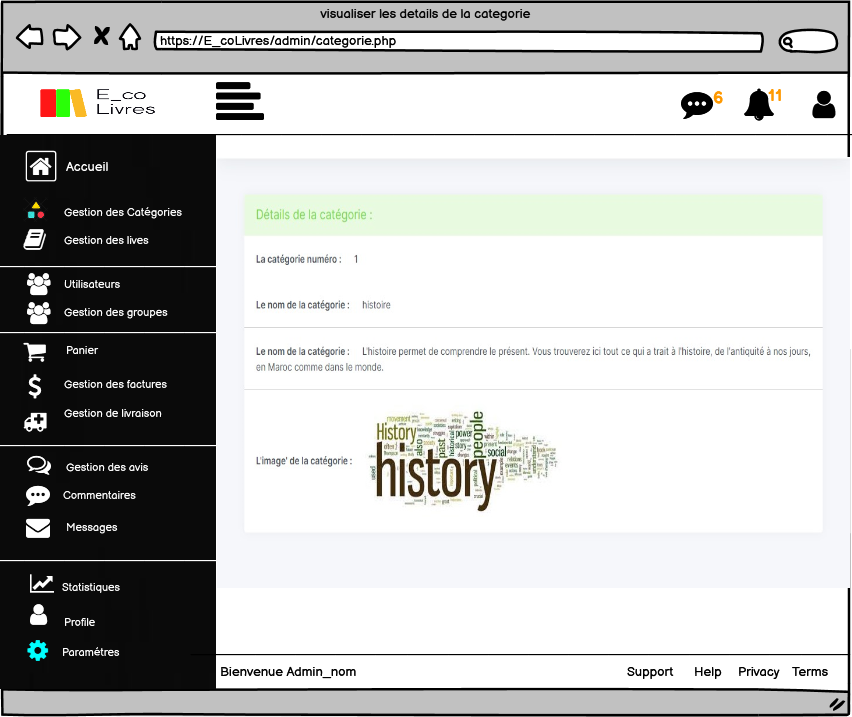 visualiser les details de la categorie
https://E_coLivres/admin/categorie.php
E_co
Livres
6
11
Accueil
Gestion des Catégories
Gestion des lives
Utilisateurs
Gestion des groupes
Panier
Gestion des factures
Gestion de livraison
Gestion des avis
Commentaires
Messages
Statistiques
Profile
Paramétres
Détails de la catégorie :
La catégorie numéro : 1
Le nom de la catégorie : histoire
Le nom de la catégorie : L'histoire permet de comprendre le présent. Vous trouverez ici tout ce qui a trait à l'histoire, de l'antiquité à nos jours,
en Maroc comme dans le monde.
L'image' de la catégorie :
movement
History
also
past
historical
power
people
social
history
events
used
Bienvenue Admin_nom
Support Help Privacy Terms